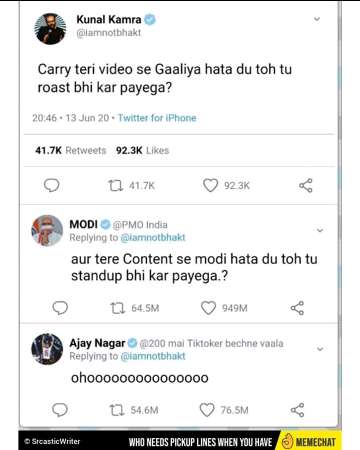 Kunal Kamra
@iamnotbhakt
Carry teri video se Gaaliya hata du toh tu
roast bhi kar payega?
20:46 • 13 Jun 20 • Twitter for iPhone
41.7K Retweets 92.3K Likes
41.7K 92.3K
MODI @PMO India
Replying to @iamnotbhakt
aur tere Content se modi hata du toh tu
standup bhi kar payega.?
64.5M 949M
Ajay Nagar @200 mai Tiktoker bechne vaala
Replying to @iamnotbhakt
ohooooooooooooooo
54.6M 76.5M
© SrcasticWriter WHO NEEDS PICKUP LINES WHEN YOU HAVE MEMECHAT